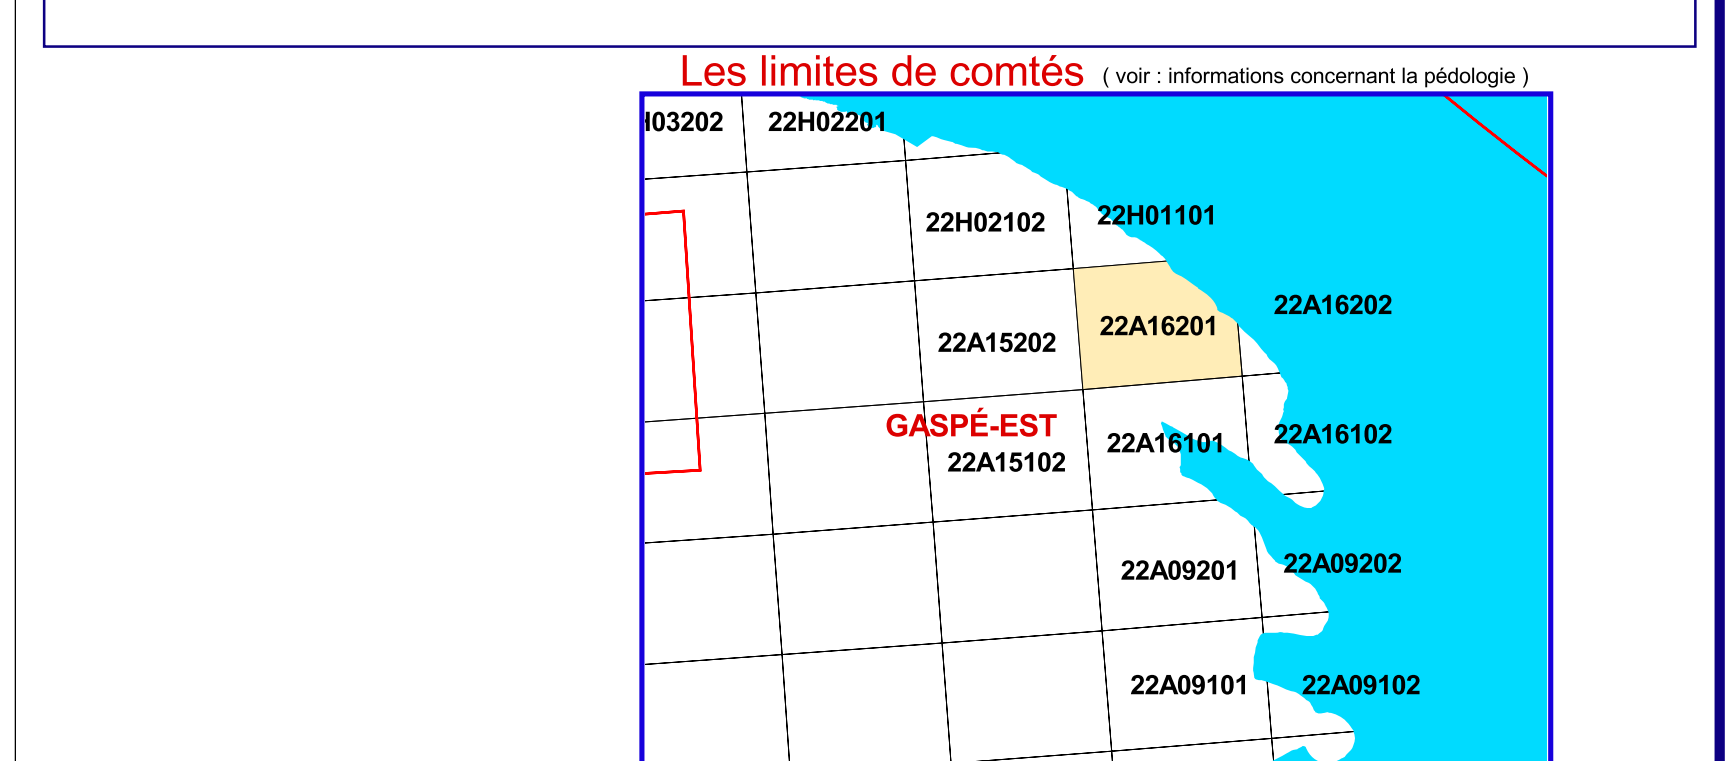 Les limites de comtés ( voir : informations concernant la pédologie )
03202 22H02201
22H02102 22H01101
22A15202 22A16201 22A16202
GASPÉ-EST
22A15102 22A16101 22A16102
22A09201 22A09202
22A09101 22A09102